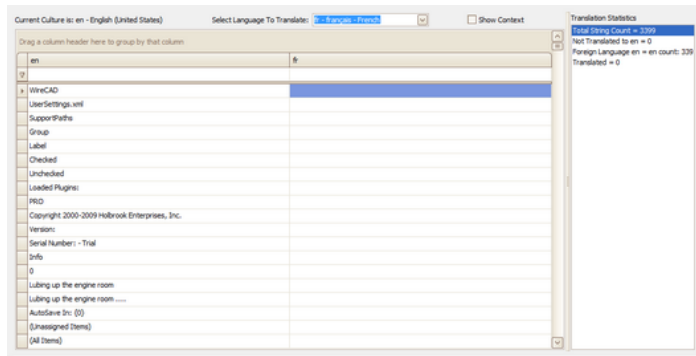 Current Culture is: en - English (United States)
Select Language To Translate:
fr - français - French
Show Context
Translation Statistics
Total String Count = 3399
Not Translated to en = 0
Foreign Language en = en count: 339
Translated = 0
Drag a column header here to group by that column
en
fr
WireCAD
UserSettings.xml
SupportPaths
Group
Label
Checked
Unchecked
Loaded Plugins:
PRO
Copyright 2000-2009 Holbrook Enterprises, Inc.
Version:
Serial Number: - Trial
Info
0
Lubing up the engine room
Lubing up the engine room ......
AutoSave In: {0}
(Unassigned Items)
(All Items)